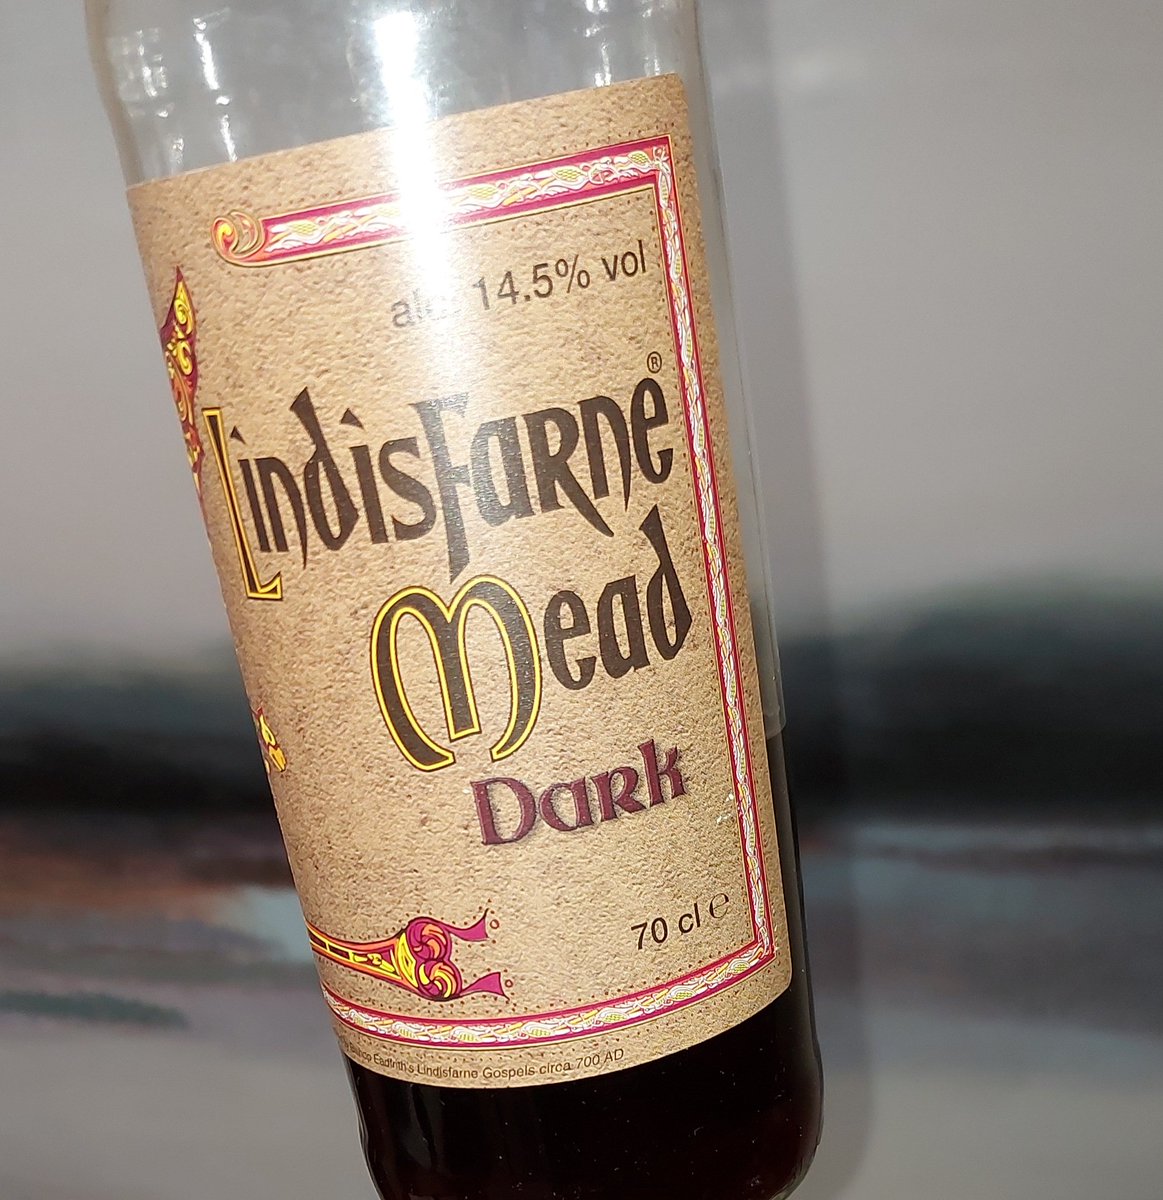 14.5% vol
Lindisfarne®
Mead
Dark
70 cl ℮
Eadfrith's Lindisfarne Gospels circa 700 AD